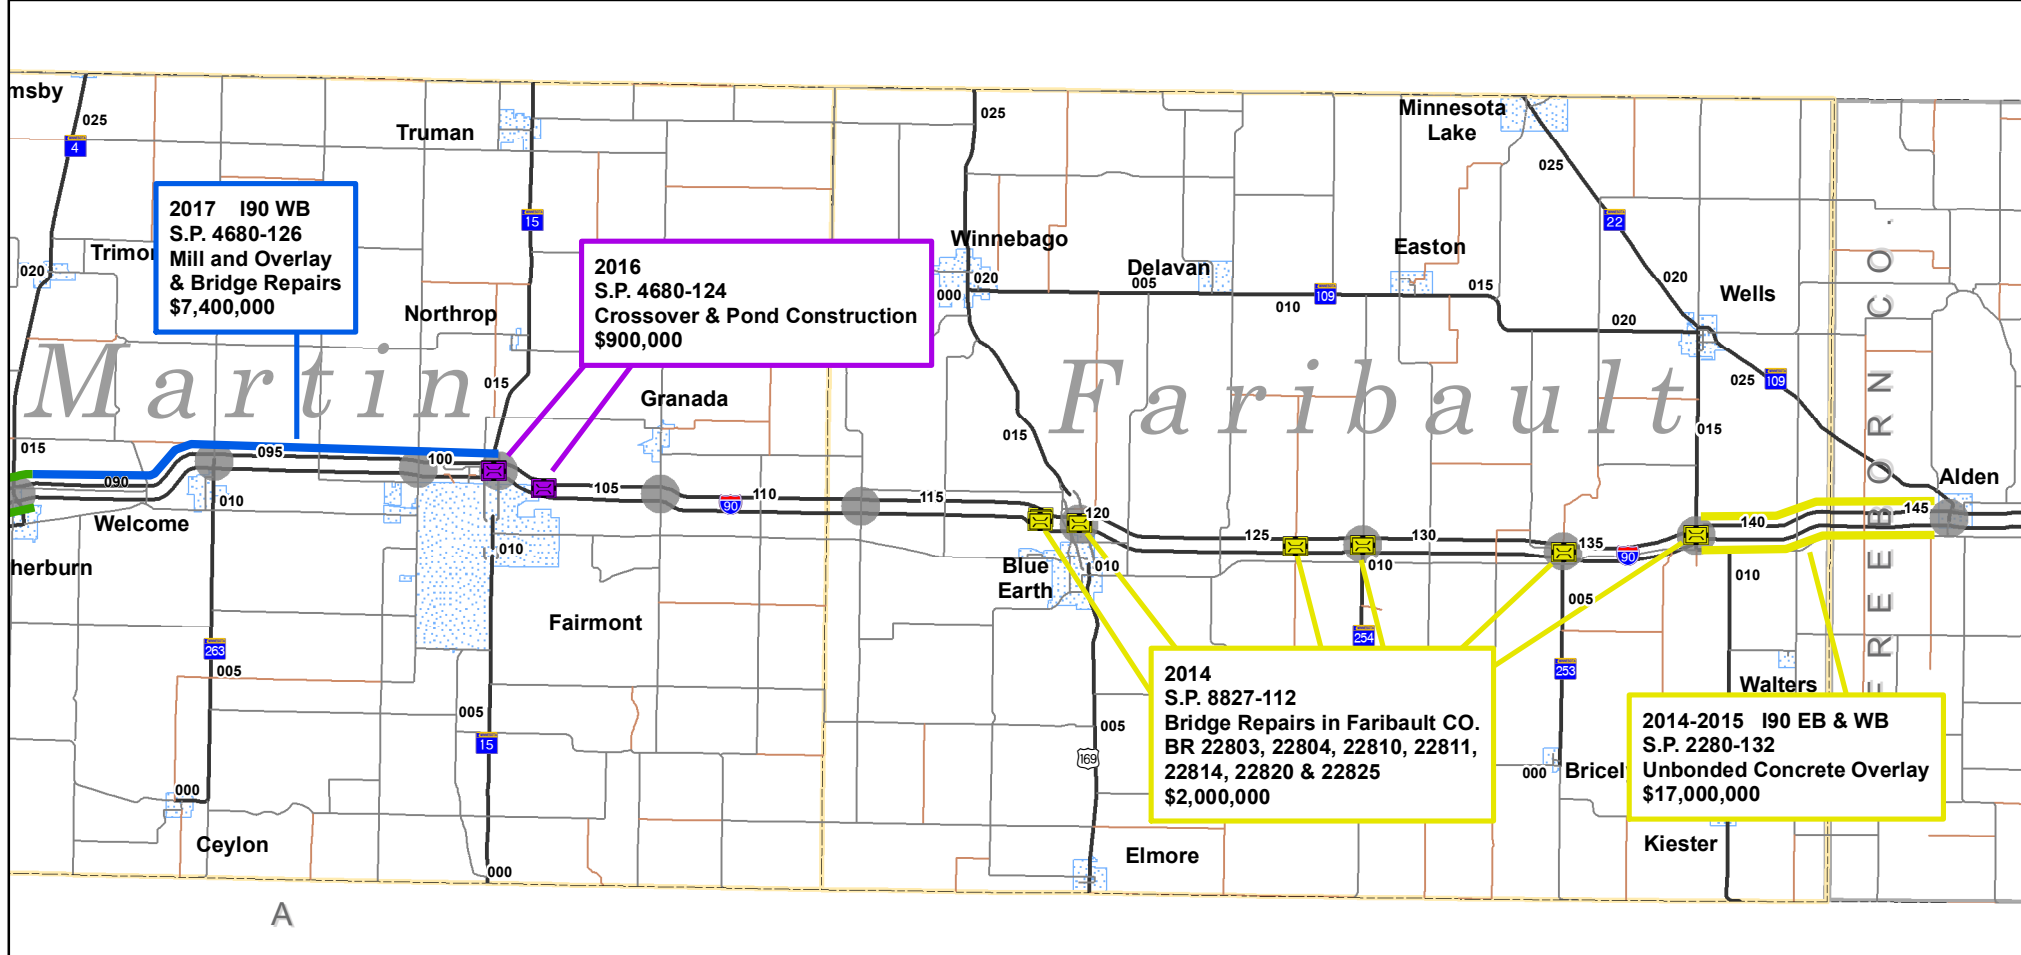 msby
025
4
Truman
025
Minnesota
Lake
025
2017 I90 WB
S.P. 4680-126
Mill and Overlay
& Bridge Repairs
$7,400,000
15
22
Trimon
020
Winnebago
Delavan
Easton
2016
S.P. 4680-124
Crossover & Pond Construction
$900,000
020
000
005
010
109
015
020
020
Wells
Northrop
Martin
Faribault
FREEBORN CO.
015
Granada
025
109
015
015
015
095
100
090
010
105
90
110
115
120
125
130
135
90
140
145
Alden
Welcome
herburn
010
Blue
Earth
010
010
005
010
Fairmont
263
005
254
253
2014
S.P. 8827-112
Bridge Repairs in Faribault CO.
BR 22803, 22804, 22810, 22811,
22814, 22820 & 22825
$2,000,000
Walters
2014-2015 I90 EB & WB
S.P. 2280-132
Unbonded Concrete Overlay
$17,000,000
005
15
005
169
000
Bricel
000
Ceylon
Elmore
Kiester
000
A